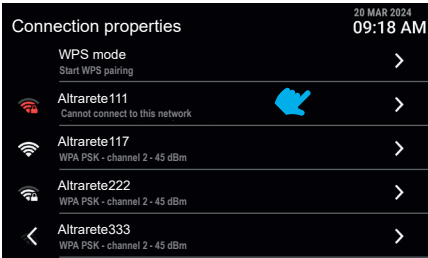 20 MAR 2024
Connection properties
09:18 AM
WPS mode
Start WPS pairing
Altrarete111
Cannot connect to this network
Altrarete117
WPA PSK - channel 2 - 45 dBm
Altrarete222
WPA PSK - channel 2 - 45 dBm
Altrarete333
WPA PSK - channel 2 - 45 dBm